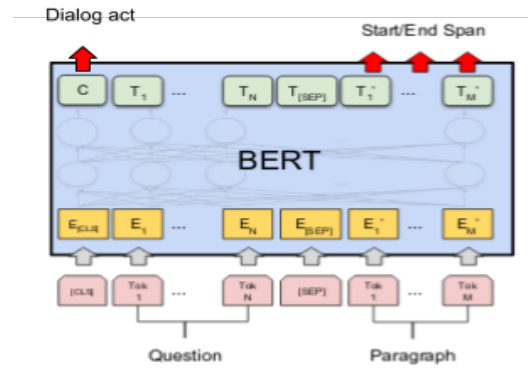 Dialog act
Start/End Span
C T1 ... TN T[SEP] T1' ... TM'
BERT
E[CLS] E1 ... EN E[SEP] E1' ... EM'
[CLS] Tok 1 ... Tok N [SEP] Tok 1 ... Tok M
Question Paragraph